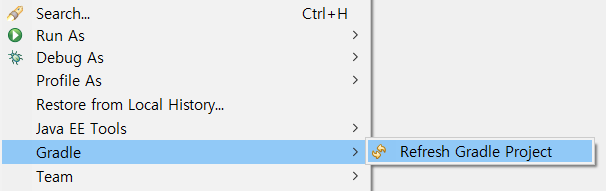 Search... Ctrl+H
Run As
Debug As
Profile As
Restore from Local History...
Java EE Tools
Gradle Refresh Gradle Project
Team